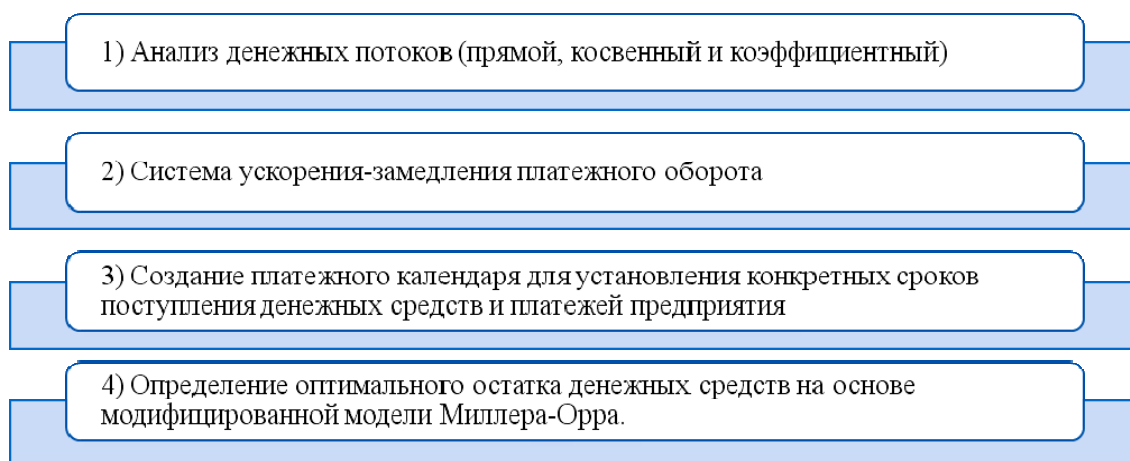 1) Анализ денежных потоков (прямой, косвенный и коэффициентный)
2) Система ускорения-замедления платежного оборота
3) Создание платежного календаря для установления конкретных сроков
поступления денежных средств и платежей предприятия
4) Определение оптимального остатка денежных средств на основе
модифицированной модели Миллера-Орра.